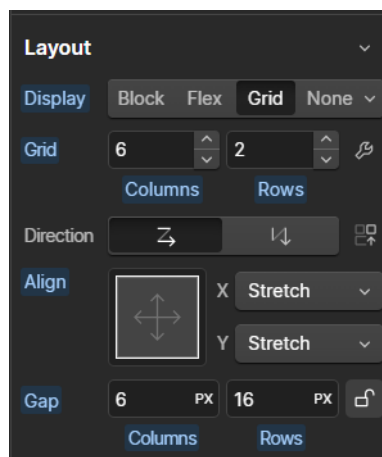 Layout
Display Block Flex Grid None
Grid 6 2
Columns Rows
Direction
Align X Stretch
Y Stretch
Gap 6 PX 16 PX
Columns Rows